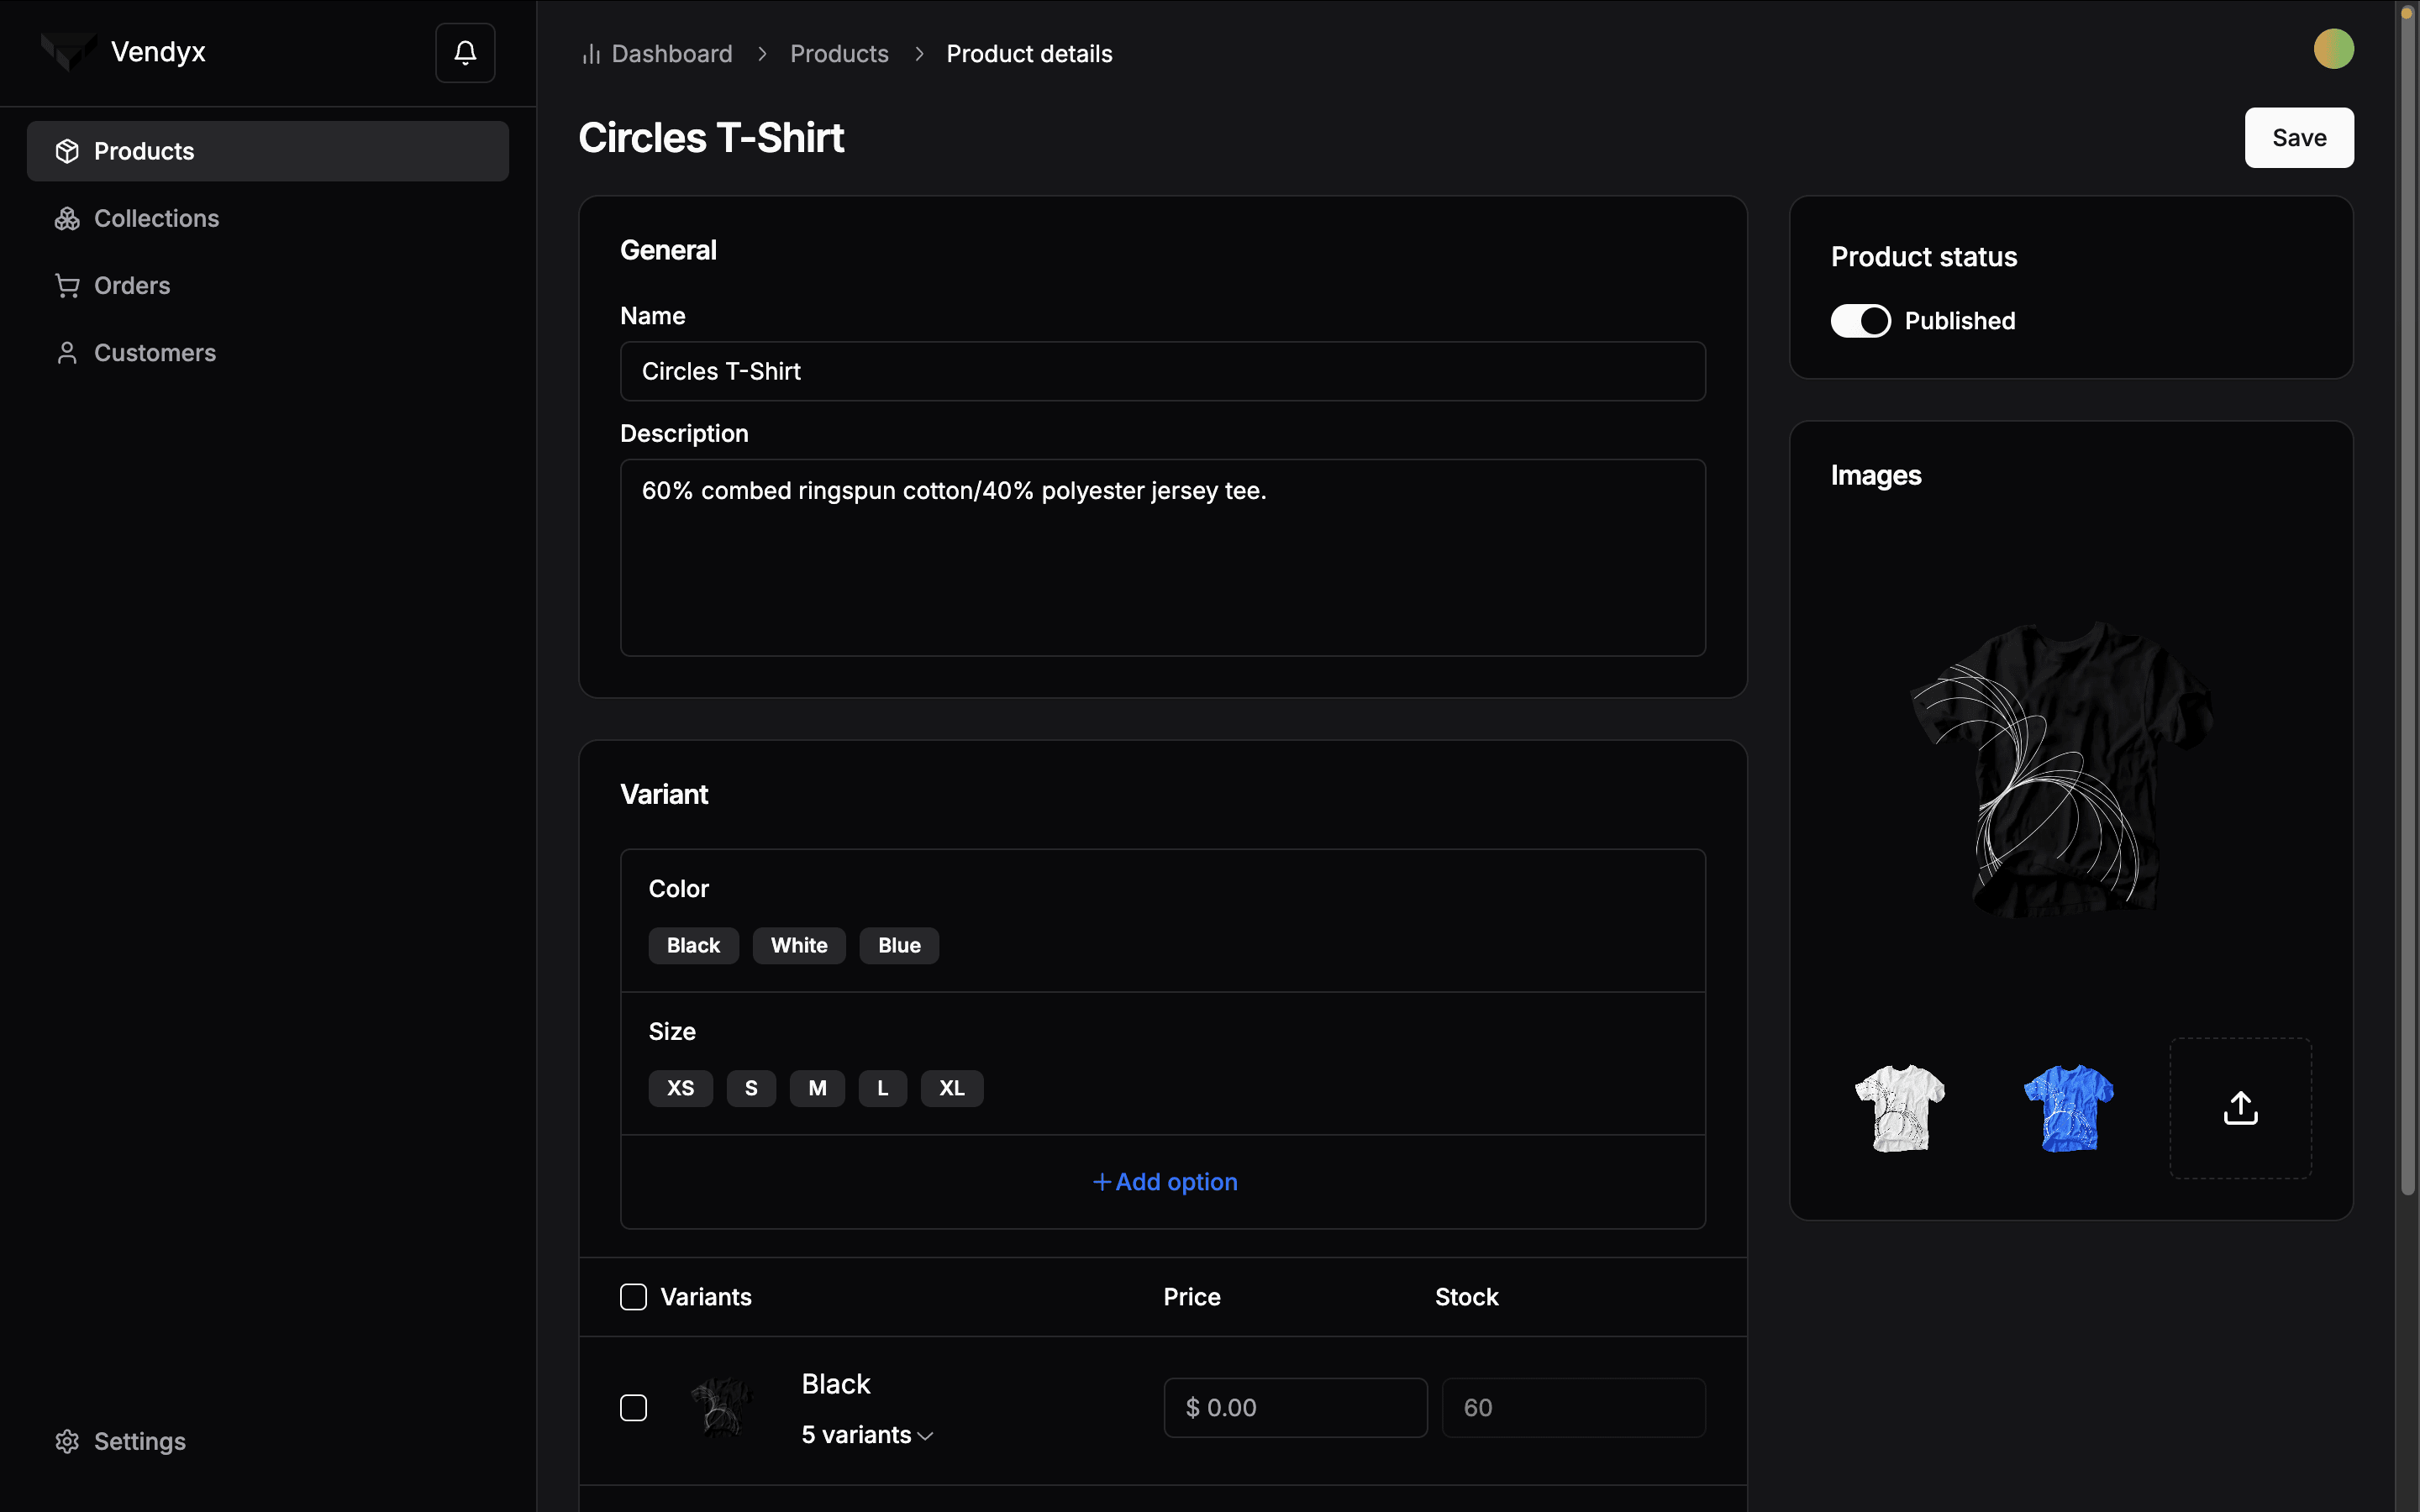 Vendyx
Products
Collections
Orders
Customers
Settings
Dashboard > Products > Product details
Circles T-Shirt
Save
General
Name
Circles T-Shirt
Description
60% combed ringspun cotton/40% polyester jersey tee.
Variant
Color
Black White Blue
Size
XS S M L XL
+ Add option
Variants Price Stock
Black
5 variants
$ 0.00
60
Product status
Published
Images